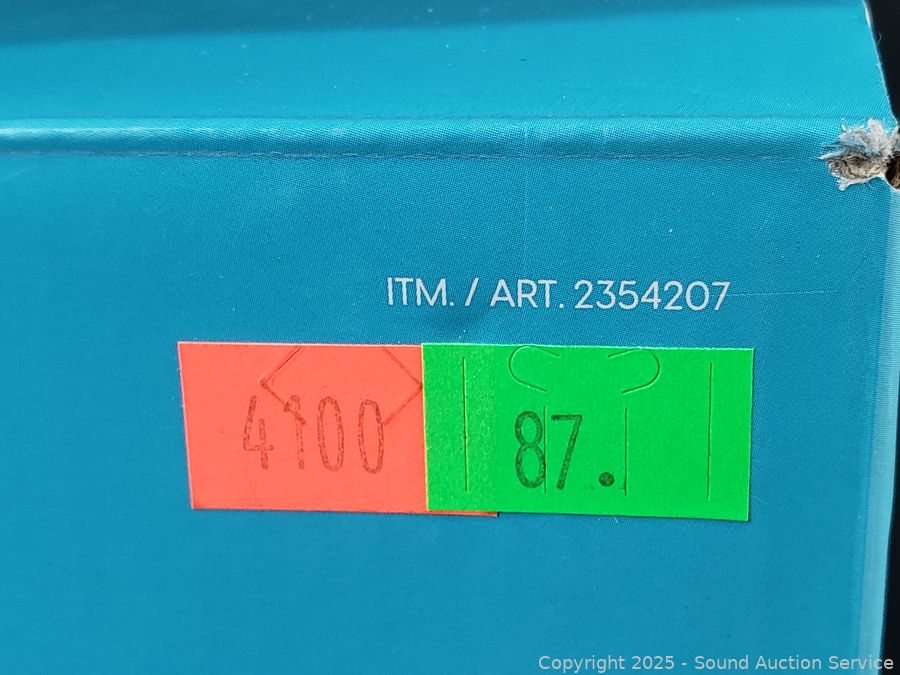 ITM. / ART. 2354207
4100 87.
Copyright 2025 - Sound Auction Service